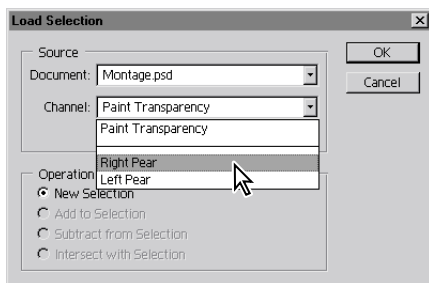 Load Selection
Source
Document: Montage.psd
Channel: Paint Transparency
Paint Transparency
Right Pear
Left Pear
Operation
New Selection
Add to Selection
Subtract from Selection
Intersect with Selection
OK
Cancel